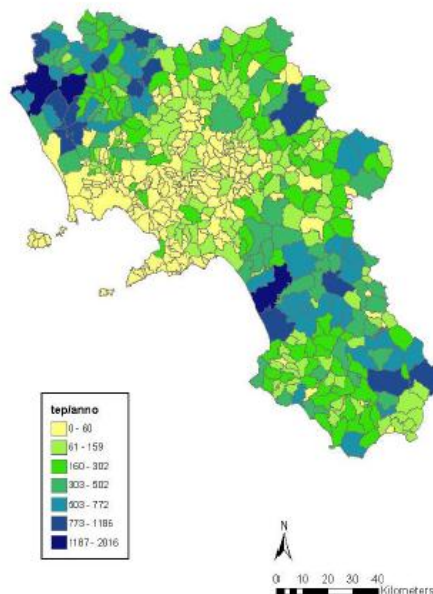 tep/anno
0 - 60
61 - 159
160 - 302
303 - 502
503 - 772
773 - 1186
1187 - 2016
N
0 10 20 30 40
Kilometers